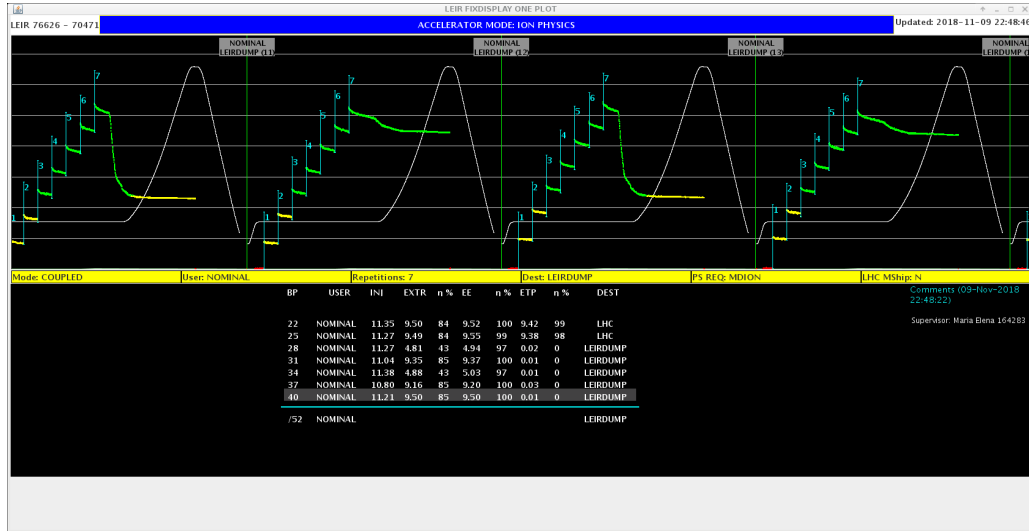 LEIR FIXDISPLAY ONE PLOT
LEIR 76626 - 70471
ACCELERATOR MODE: ION PHYSICS
Updated: 2018-11-09 22:48:46
NOMINAL NOMINAL NOMINAL NOMINAL
LEIRDUMP (11) LEIRDUMP (12) LEIRDUMP (13)
1 2 3 4 5 6 7
1 2 3 4 5 6 7
1 2 3 4 5 6 7
1 2 3 4 5 6 7
Mode: COUPLED User: NOMINAL Repetitions: 7 Dest: LEIRDUMP PS REQ: MDION LHC MShip: N
BP USER INJ EXTR n % EE n % ETP n % DEST
22 NOMINAL 11.35 9.50 84 9.52 100 9.42 99 LHC
25 NOMINAL 11.27 9.49 84 9.55 99 9.38 98 LHC
28 NOMINAL 11.27 4.81 43 4.94 97 0.02 0 LEIRDUMP
31 NOMINAL 11.04 9.35 85 9.37 100 0.01 0 LEIRDUMP
34 NOMINAL 11.38 4.88 43 5.03 97 0.01 0 LEIRDUMP
37 NOMINAL 10.80 9.16 85 9.20 100 0.03 0 LEIRDUMP
40 NOMINAL 11.21 9.50 85 9.50 100 0.01 0 LEIRDUMP
/52 NOMINAL LEIRDUMP
Comments (09-Nov-2018
22:48:22)
Supervisor: Maria Elena 164283